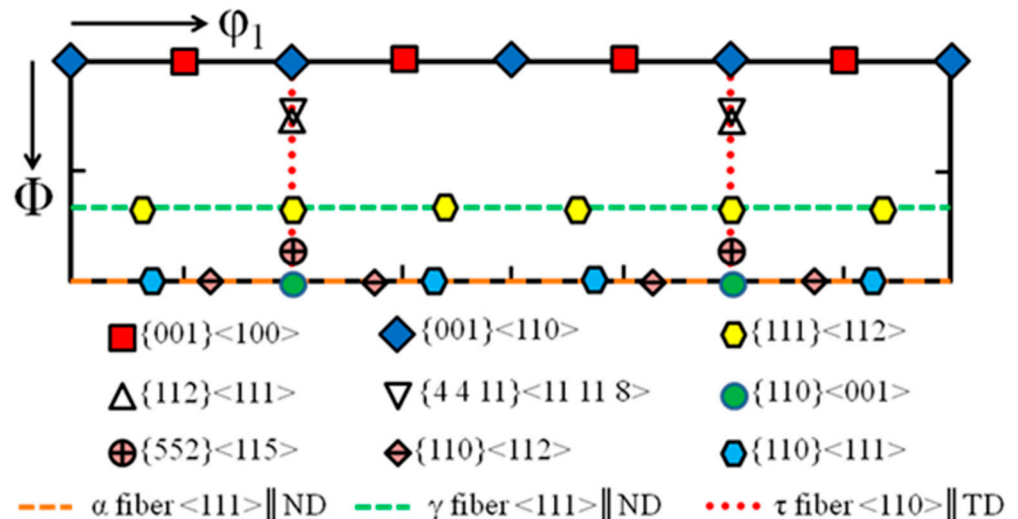 φ1
Φ
{001}<100> {001}<110> {111}<112>
{112}<111> {4 4 11}<11 11 8> {110}<001>
{552}<115> {110}<112> {110}<111>
α fiber <111>∥ND γ fiber <111>∥ND τ fiber <110>∥TD